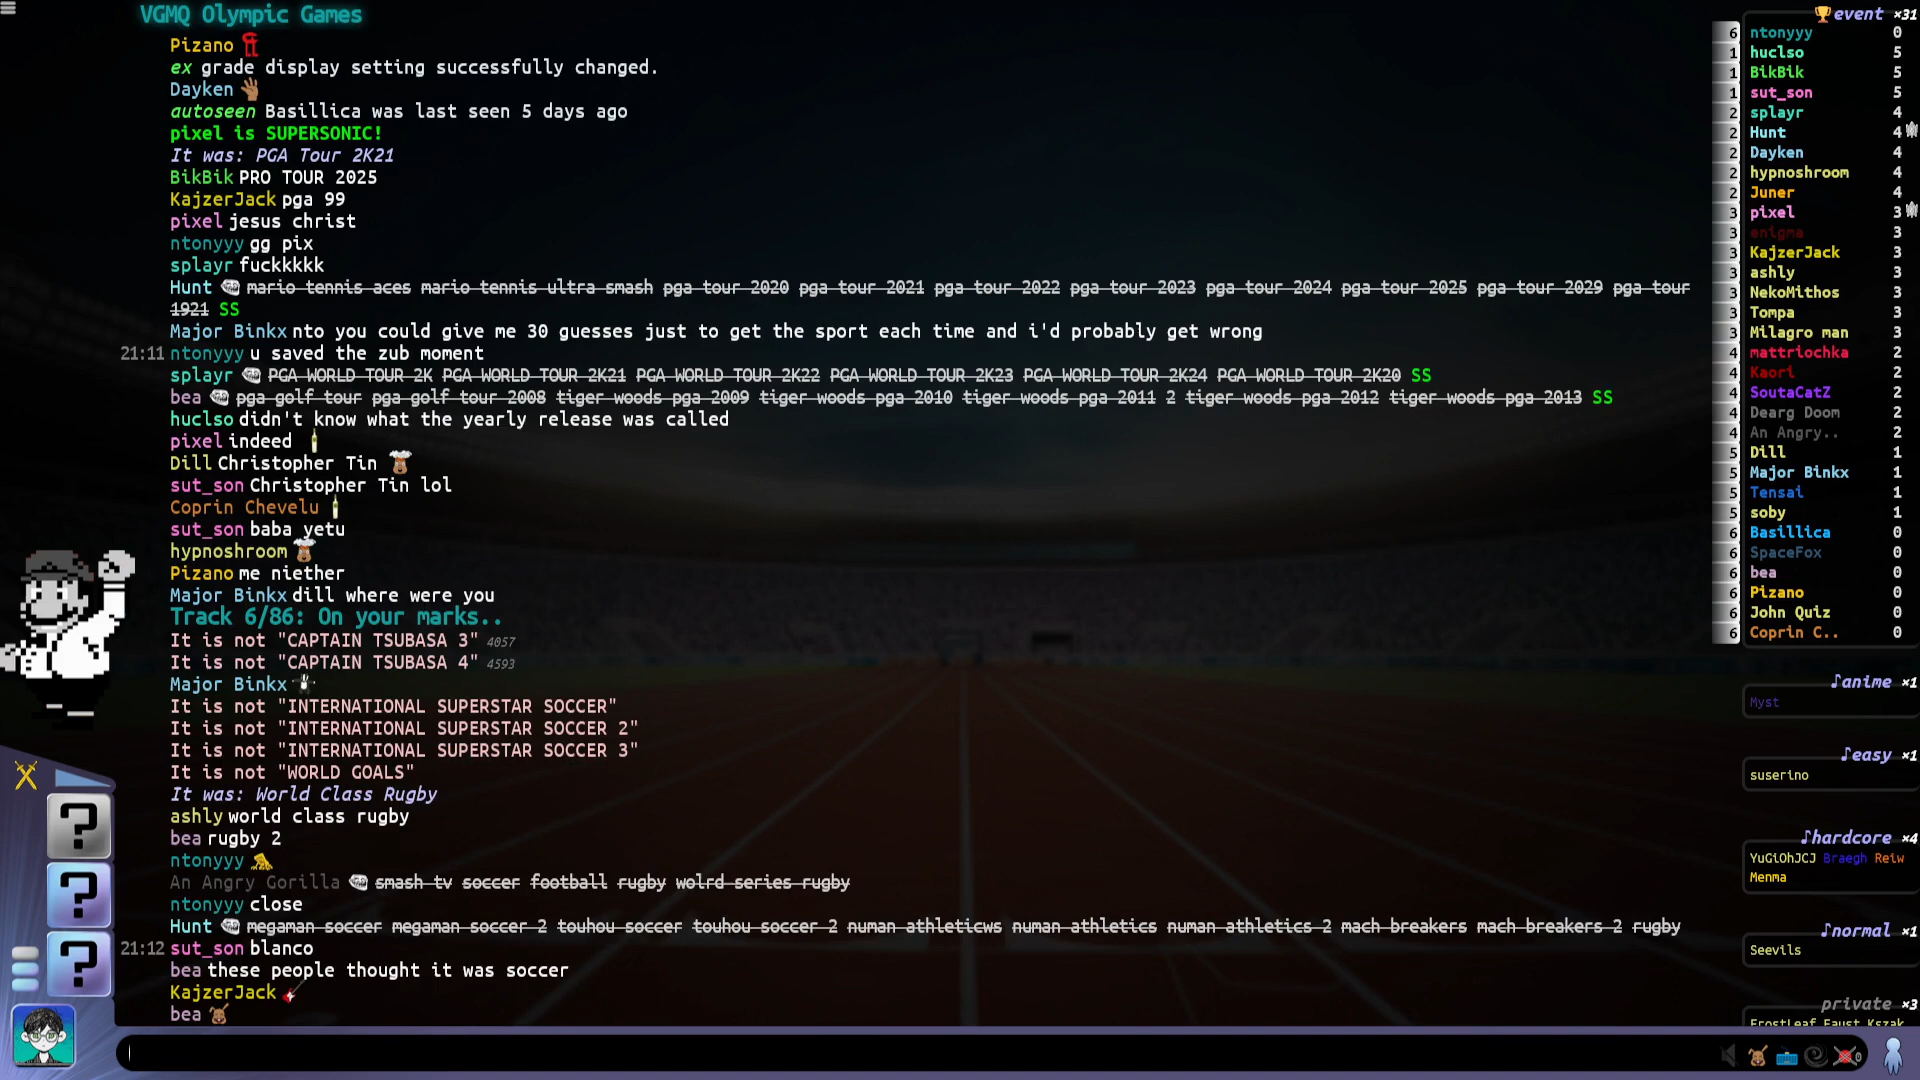 VGMQ Olympic Games
Pizano
ex grade display setting successfully changed.
Dayken
autoseen Basillica was last seen 5 days ago
pixel is SUPERSONIC!
It was: PGA Tour 2K21
BikBik PRO TOUR 2025
KajzerJack pga 99
pixel jesus christ
ntonyyy gg pix
splayr fuckkkkk
Hunt mario tennis aces mario tennis ultra smash pga tour 2020 pga tour 2021 pga tour 2022 pga tour 2023 pga tour 2024 pga tour 2025 pga tour 2029 pga tour
1921 SS
Major Binkx nto you could give me 30 guesses just to get the sport each time and i'd probably get wrong
21:11 ntonyyy u saved the zub moment
splayr PGA WORLD TOUR 2K PGA WORLD TOUR 2K21 PGA WORLD TOUR 2K22 PGA WORLD TOUR 2K23 PGA WORLD TOUR 2K24 PGA WORLD TOUR 2K20 SS
bea pga golf tour pga golf tour 2008 tiger woods pga 2009 tiger woods pga 2010 tiger woods pga 2011 2 tiger woods pga 2012 tiger woods pga 2013 SS
huclso didn't know what the yearly release was called
pixel indeed
Dill Christopher Tin
sut_son Christopher Tin lol
Coprin Chevelu
sut_son baba yetu
hypnoshroom
Pizano me niether
Major Binkx dill where were you
Track 6/86: On your marks..
It is not "CAPTAIN TSUBASA 3" 4057
It is not "CAPTAIN TSUBASA 4" 4593
Major Binkx
It is not "INTERNATIONAL SUPERSTAR SOCCER"
It is not "INTERNATIONAL SUPERSTAR SOCCER 2"
It is not "INTERNATIONAL SUPERSTAR SOCCER 3"
It is not "WORLD GOALS"
It was: World Class Rugby
ashly world class rugby
bea rugby 2
ntonyyy
An Angry Gorilla smash tv soccer football rugby wolrd series rugby
ntonyyy close
Hunt megaman soccer megaman soccer 2 touhou soccer touhou soccer 2 numan athleticws numan athletics numan athletics 2 mach breakers mach breakers 2 rugby
21:12 sut_son blanco
bea these people thought it was soccer
KajzerJack
bea
event ×31
6 ntonyyy 0
1 huclso 5
1 BikBik 5
1 sut_son 5
2 splayr 4
2 Hunt 4
2 Dayken 4
2 hypnoshroom 4
2 Juner 4
3 pixel 3
3 enigma 3
3 KajzerJack 3
3 ashly 3
3 NekoMithos 3
3 Tompa 3
3 Milagro man 3
4 mattriochka 2
4 Kaori 2
4 SoutaCatZ 2
4 Dearg Doom 2
4 An Angry.. 2
5 Dill 1
5 Major Binkx 1
5 Tensai 1
5 soby 1
6 Basillica 0
6 SpaceFox 0
6 bea 0
6 Pizano 0
6 John Quiz 0
6 Coprin C.. 0
♪anime ×1
Myst
♪easy ×1
suserino
♪hardcore ×4
YuGiOhJCJ Braegh Reiw
Menma
♪normal ×1
Seevils
private ×3
FrostLeaf Faust Kszak
?
?
?
0